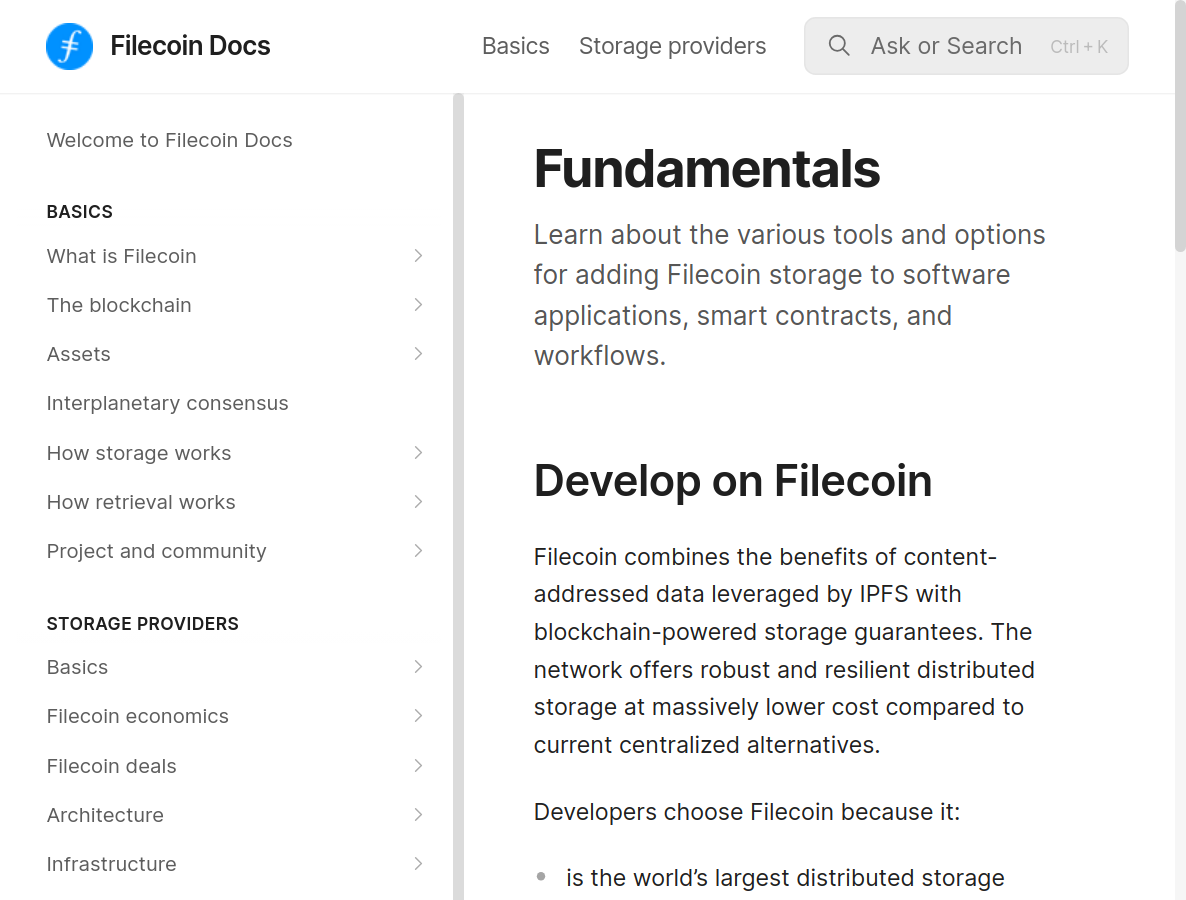 Filecoin Docs
Basics
Storage providers
Ask or Search
Ctrl + K
Welcome to Filecoin Docs
BASICS
What is Filecoin
The blockchain
Assets
Interplanetary consensus
How storage works
How retrieval works
Project and community
STORAGE PROVIDERS
Basics
Filecoin economics
Filecoin deals
Architecture
Infrastructure
Fundamentals
Learn about the various tools and options
for adding Filecoin storage to software
applications, smart contracts, and
workflows.
Develop on Filecoin
Filecoin combines the benefits of content-
addressed data leveraged by IPFS with
blockchain-powered storage guarantees. The
network offers robust and resilient distributed
storage at massively lower cost compared to
current centralized alternatives.
Developers choose Filecoin because it:
is the world’s largest distributed storage